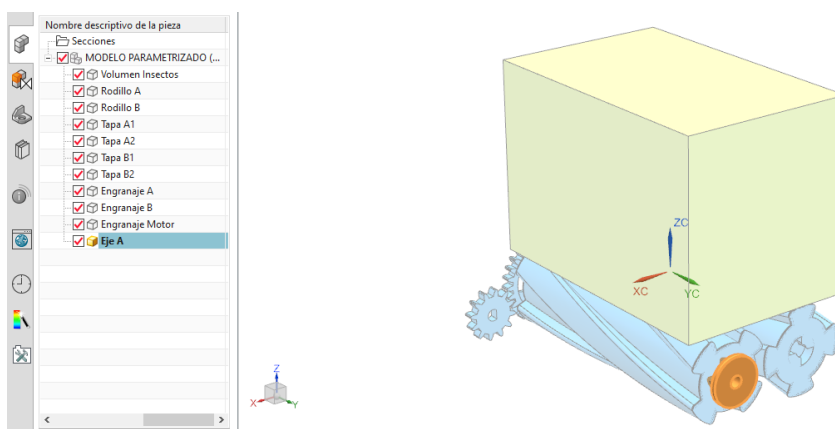 Nombre descriptivo de la pieza
Secciones
MODELO PARAMETRIZADO (...
Volumen Insectos
Rodillo A
Rodillo B
Tapa A1
Tapa A2
Tapa B1
Tapa B2
Engranaje A
Engranaje B
Engranaje Motor
Eje A
ZC
XC
YC
Z
X
Y